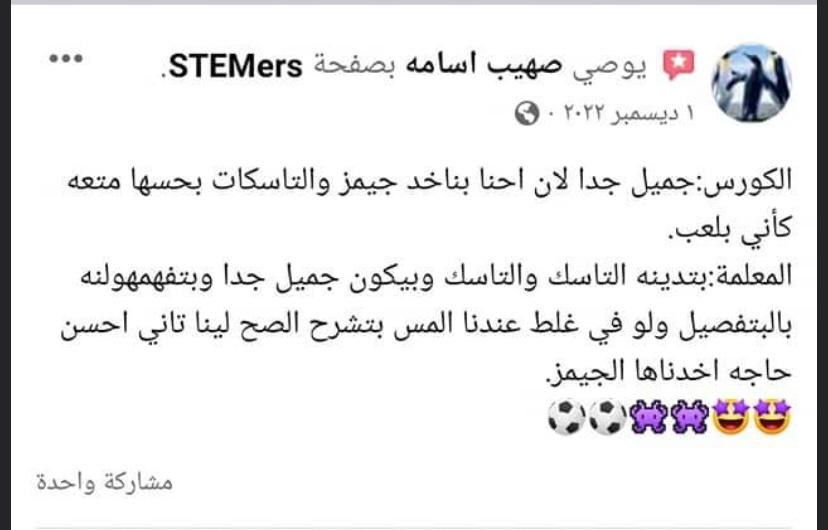 يوصي صهيب اسامه بصفحة STEMers.
١ ديسمبر ٢٠٢٢ ·
الكورس:جميل جدا لان احنا بناخد جيمز والتاسكات بحسها متعه
كأني بلعب.
المعلمة:بتدينه التاسك والتاسك وبيكون جميل جدا وبتفهمهولنه
بالبتفصيل ولو في غلط عندنا المس بتشرح الصح لينا تاني احسن
حاجه اخدناها الجيمز.
🤩🤩👾👾⚽⚽
مشاركة واحدة